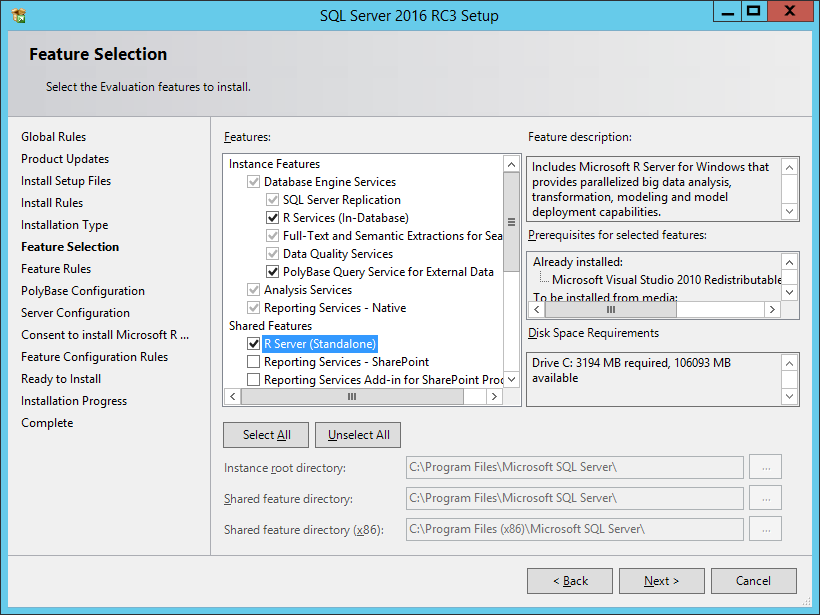 SQL Server 2016 RC3 Setup
Feature Selection
Select the Evaluation features to install.
Global Rules
Product Updates
Install Setup Files
Install Rules
Installation Type
Feature Selection
Feature Rules
PolyBase Configuration
Server Configuration
Consent to install Microsoft R ...
Feature Configuration Rules
Ready to Install
Installation Progress
Complete
Features:
Instance Features
Database Engine Services
SQL Server Replication
R Services (In-Database)
Full-Text and Semantic Extractions for Sea
Data Quality Services
PolyBase Query Service for External Data
Analysis Services
Reporting Services - Native
Shared Features
R Server (Standalone)
Reporting Services - SharePoint
Reporting Services Add-in for SharePoint Proc
Feature description:
Includes Microsoft R Server for Windows that
provides parallelized big data analysis,
transformation, modeling and model
deployment capabilities.
Prerequisites for selected features:
Already installed:
Microsoft Visual Studio 2010 Redistributable
To be installed from media:
Disk Space Requirements
Drive C: 3194 MB required, 106093 MB
available
Select All
Unselect All
Instance root directory:
C:\Program Files\Microsoft SQL Server\
...
Shared feature directory:
C:\Program Files\Microsoft SQL Server\
...
Shared feature directory (x86):
C:\Program Files (x86)\Microsoft SQL Server\
...
< Back
Next >
Cancel